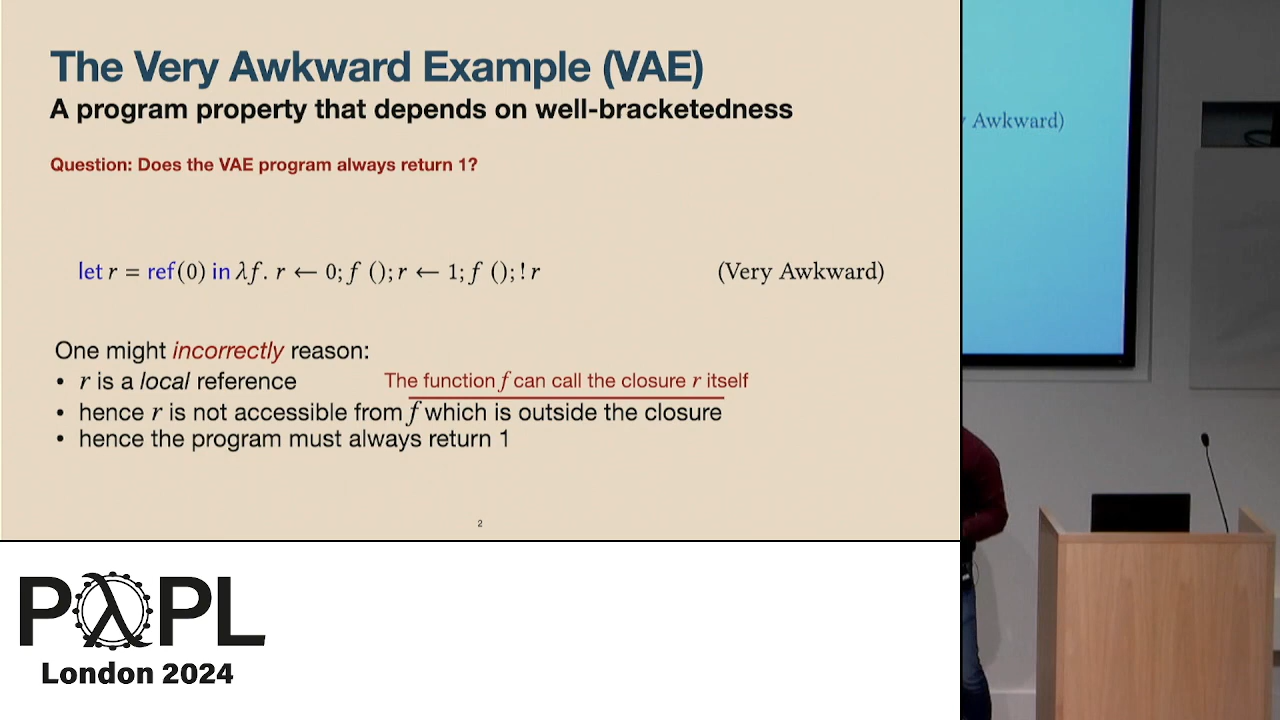 The Very Awkward Example (VAE)
A program property that depends on well-bracketedness
Question: Does the VAE program always return 1?
let r = ref(0) in λf. r ← 0; f (); r ← 1; f (); ! r (Very Awkward)
One might incorrectly reason:
• r is a local reference
The function f can call the closure r itself
• hence r is not accessible from f which is outside the closure
• hence the program must always return 1
2
PλPL
London 2024
Awkward)